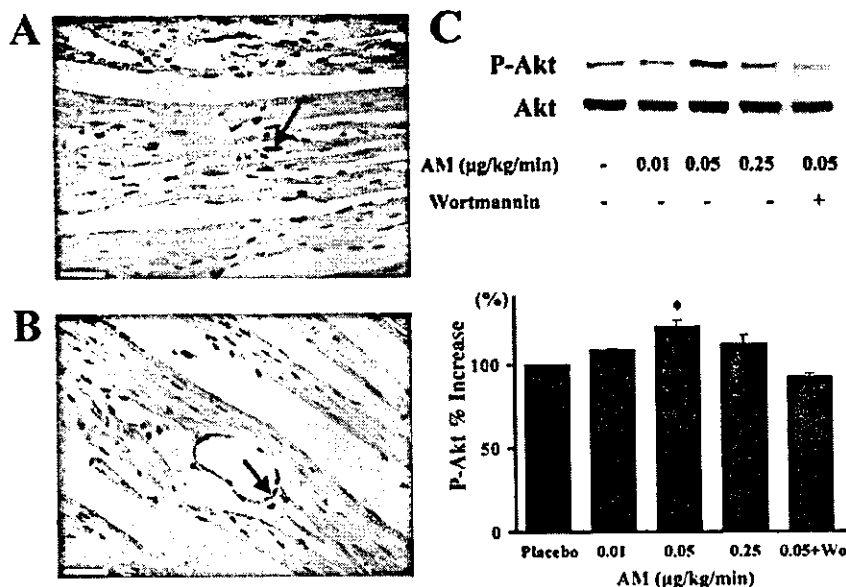 A
B
C
P-Akt
Akt
AM (µg/kg/min) - 0.01 0.05 0.25 0.05
Wortmannin - - - - +
(%)
*
P-Akt % Increase
100
50
0
Placebo 0.01 0.05 0.25 0.05+Wo
AM (µg/kg/min)